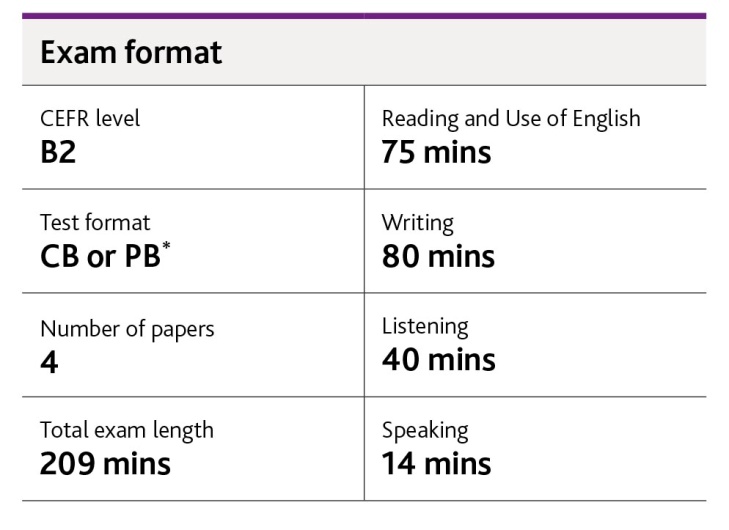 Exam format
CEFR level
B2
Reading and Use of English
75 mins
Test format
CB or PB*
Writing
80 mins
Number of papers
4
Listening
40 mins
Total exam length
209 mins
Speaking
14 mins